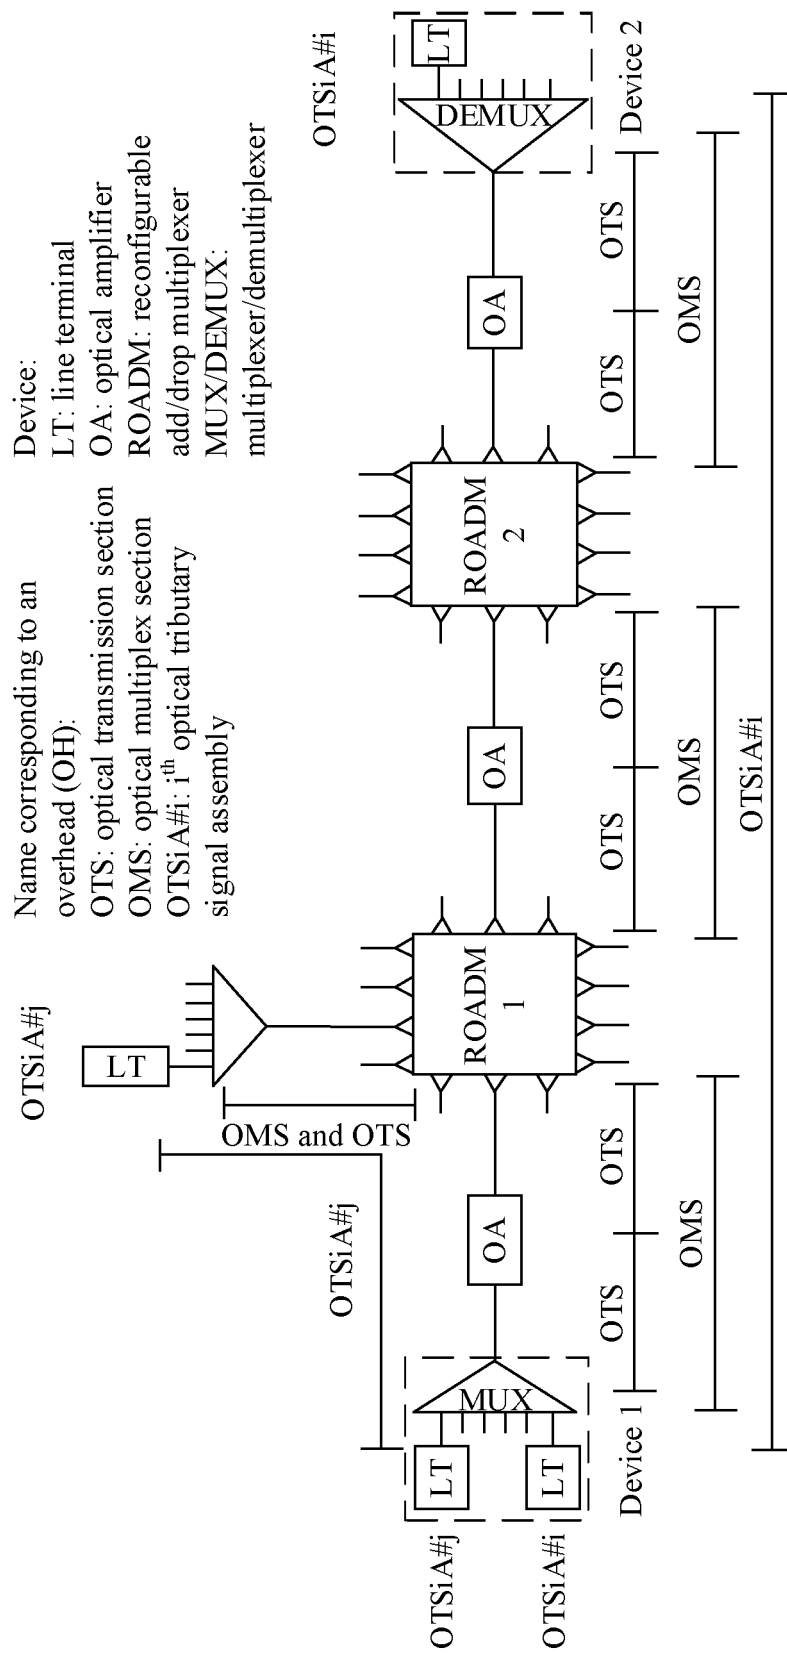 Name corresponding to an
overhead (OH):
OTS: optical transmission section
OMS: optical multiplex section
OTSiA#i: ith optical tributary
signal assembly
Device:
LT: line terminal
OA: optical amplifier
ROADM: reconfigurable
add/drop multiplexer
MUX/DEMUX:
multiplexer/demultiplexer
OTSiA#j
LT
OMS and OTS
OTSiA#j
OTSiA#i
LT
DEMUX
Device 2
OTSiA#j
LT
OTSiA#i
LT
MUX
Device 1
OA
ROADM
1
OA
ROADM
2
OA
OTS
OTS
OTS
OTS
OTS
OTS
OMS
OMS
OMS
OTSiA#i